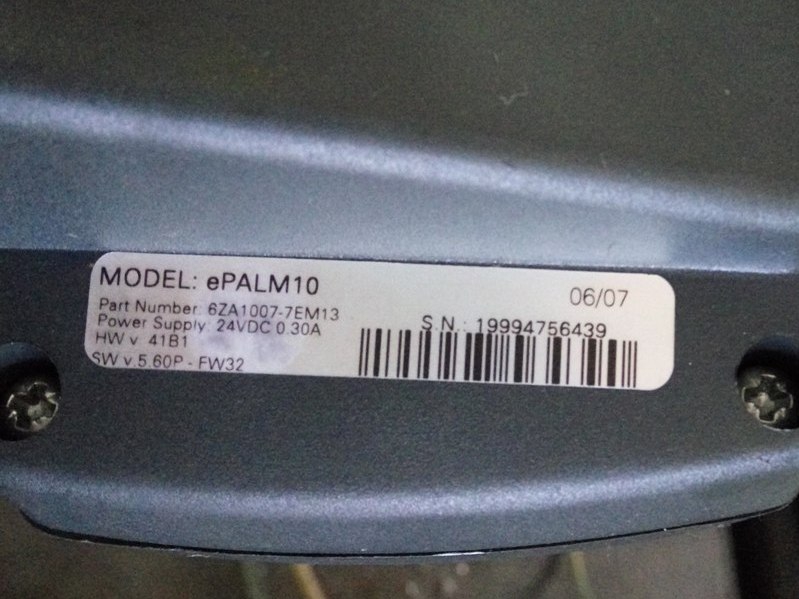 MODEL: ePALM10
06/07
Part Number: 6ZA1007-7EM13
Power Supply: 24VDC 0.30A
S.N.: 19994756439
HW v. 41B1
SW v.5.60P - FW32